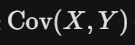 Cov(X, Y)